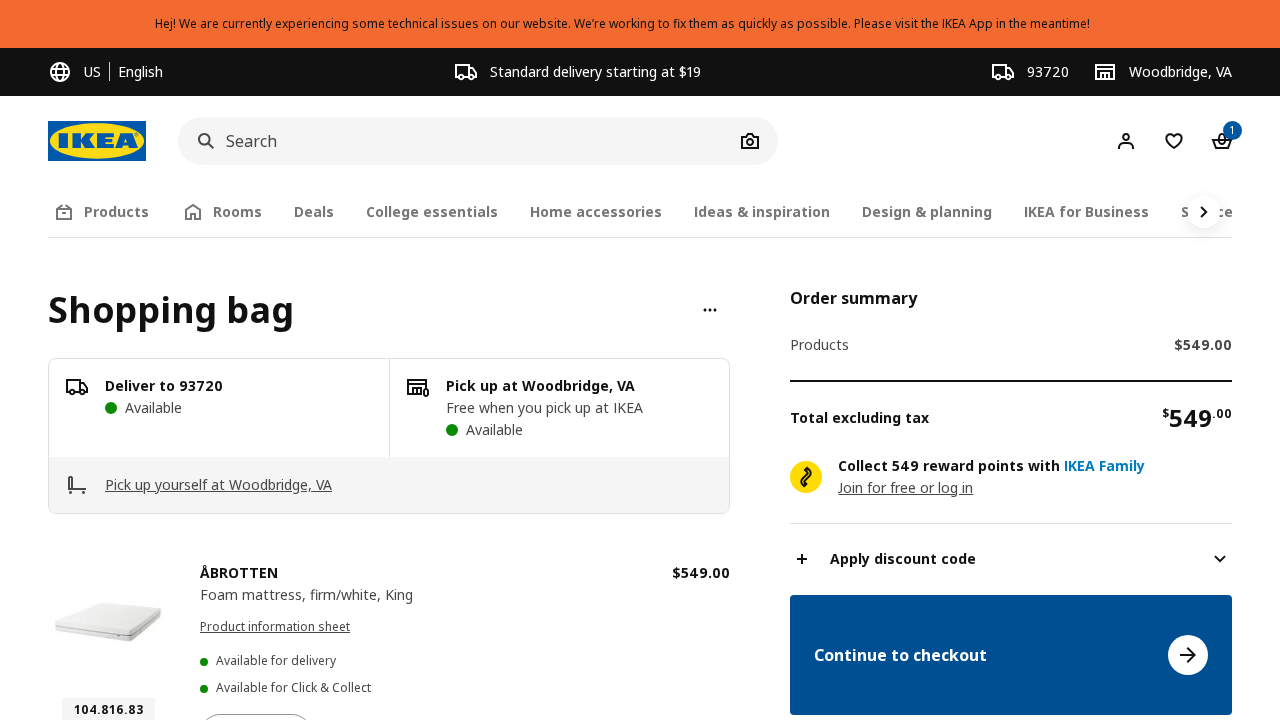 Hej! We are currently experiencing some technical issues on our website. We’re working to fix them as quickly as possible. Please visit the IKEA App in the meantime!
US English
Standard delivery starting at $19
93720
Woodbridge, VA
IKEA
Search
1
Products
Rooms
Deals
College essentials
Home accessories
Ideas & inspiration
Design & planning
IKEA for Business
Shopping bag
Deliver to 93720
Available
Pick up at Woodbridge, VA
Free when you pick up at IKEA
Available
Pick up yourself at Woodbridge, VA
ÅBROTTEN
$549.00
Foam mattress, firm/white, King
Product information sheet
Available for delivery
Available for Click & Collect
104.816.83
Order summary
Products $549.00
Total excluding tax $549.00
Collect 549 reward points with IKEA Family
Join for free or log in
Apply discount code
Continue to checkout